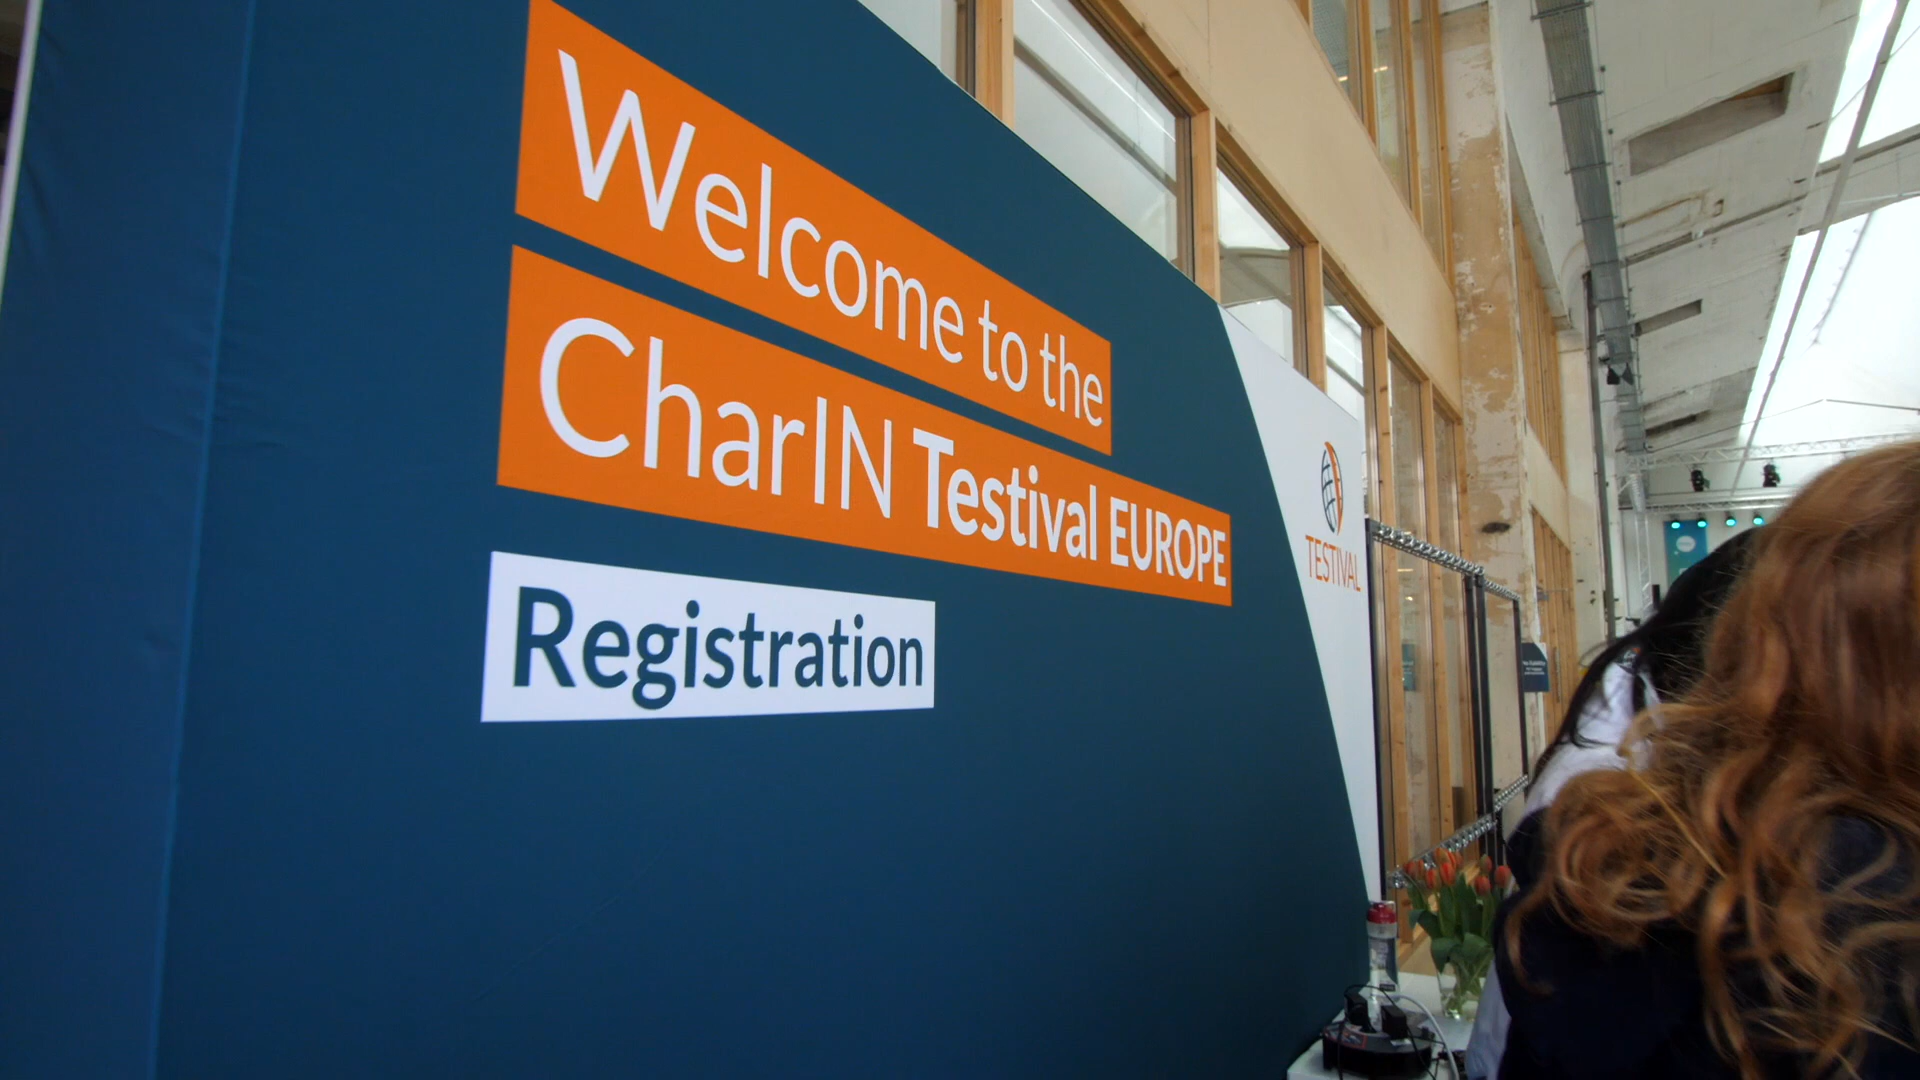 Welcome to the
CharIN Testival EUROPE
Registration
TESTIVAL